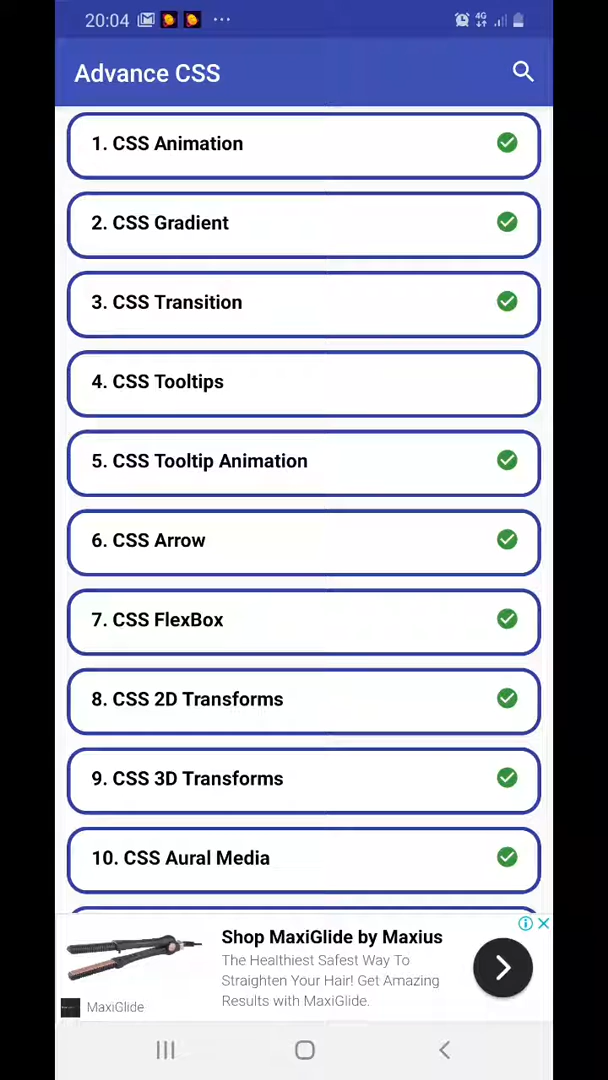 20:04
4G
Advance CSS
1. CSS Animation
2. CSS Gradient
3. CSS Transition
4. CSS Tooltips
5. CSS Tooltip Animation
6. CSS Arrow
7. CSS FlexBox
8. CSS 2D Transforms
9. CSS 3D Transforms
10. CSS Aural Media
Shop MaxiGlide by Maxius
The Healthiest Safest Way To
Straighten Your Hair! Get Amazing
Results with MaxiGlide.
MaxiGlide